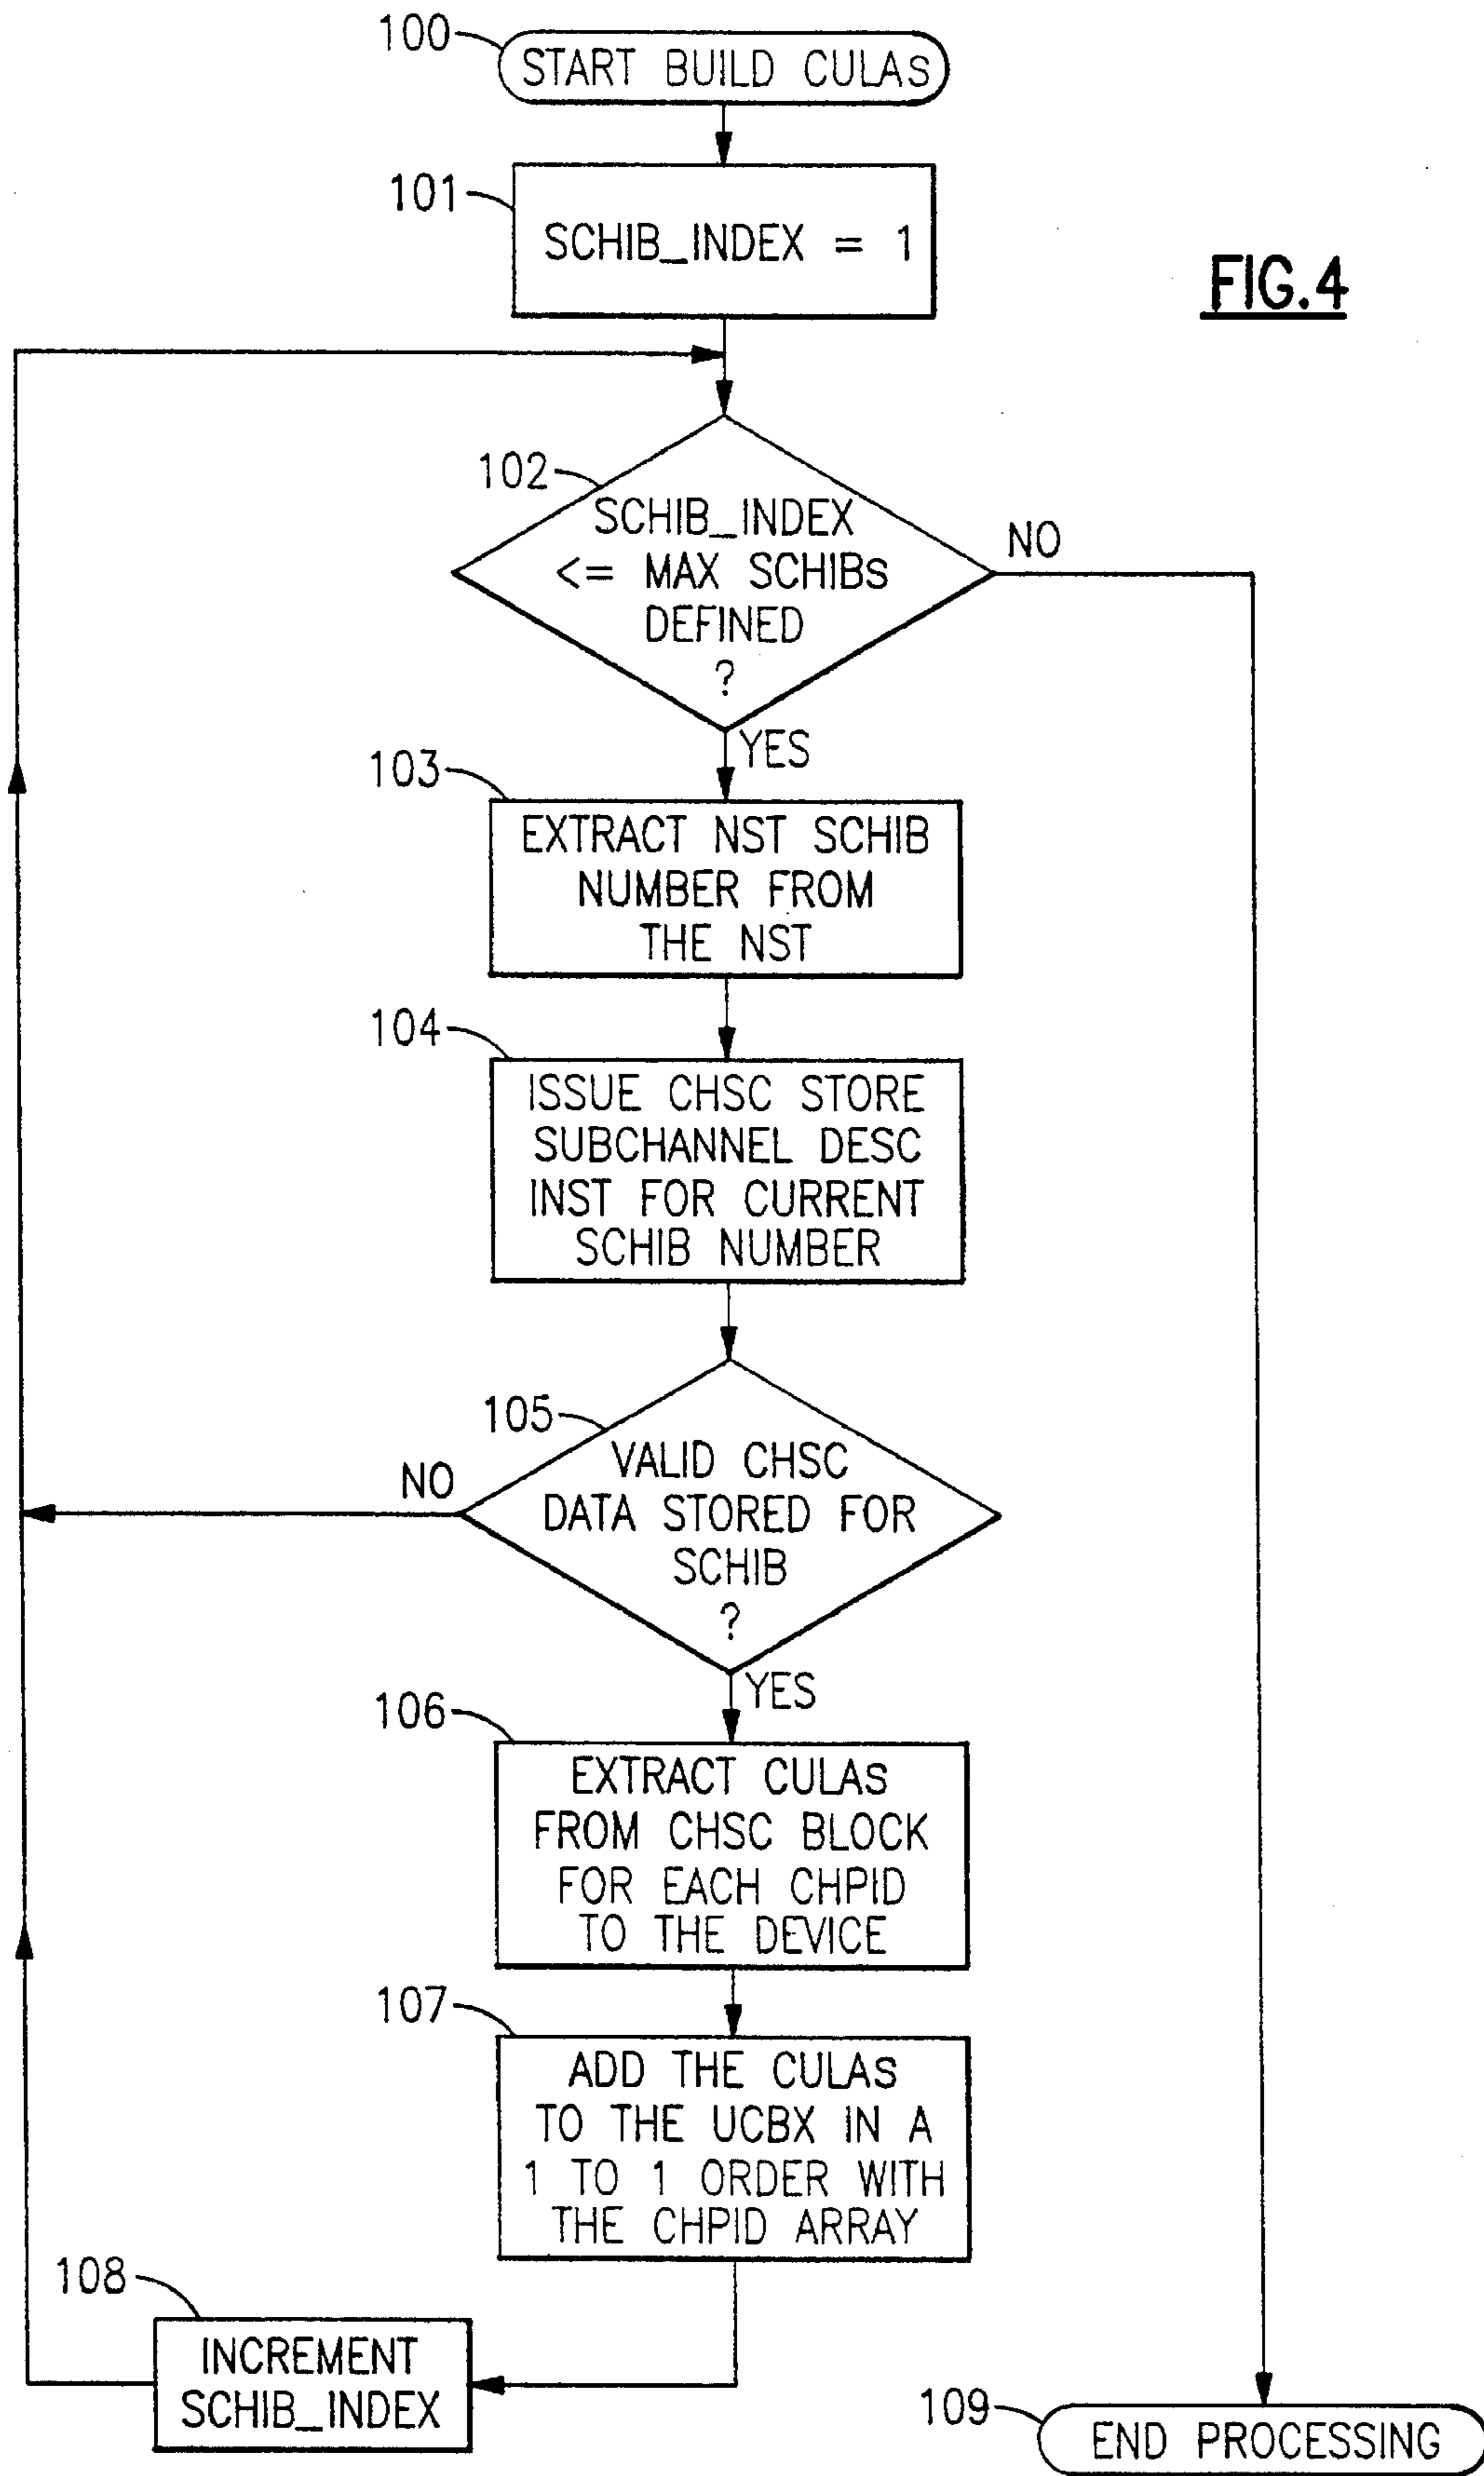 100
START BUILD CULAs
101
SCHIB_INDEX = 1
FIG.4
102
SCHIB_INDEX
<= MAX SCHIBs
DEFINED
?
NO
YES
103
EXTRACT NST SCHIB
NUMBER FROM
THE NST
104
ISSUE CHSC STORE
SUBCHANNEL DESC
INST FOR CURRENT
SCHIB NUMBER
105
VALID CHSC
DATA STORED FOR
SCHIB
?
NO
YES
106
EXTRACT CULAs
FROM CHSC BLOCK
FOR EACH CHPID
TO THE DEVICE
107
ADD THE CULAs
TO THE UCBX IN A
1 TO 1 ORDER WITH
THE CHPID ARRAY
108
INCREMENT
SCHIB_INDEX
109
END PROCESSING